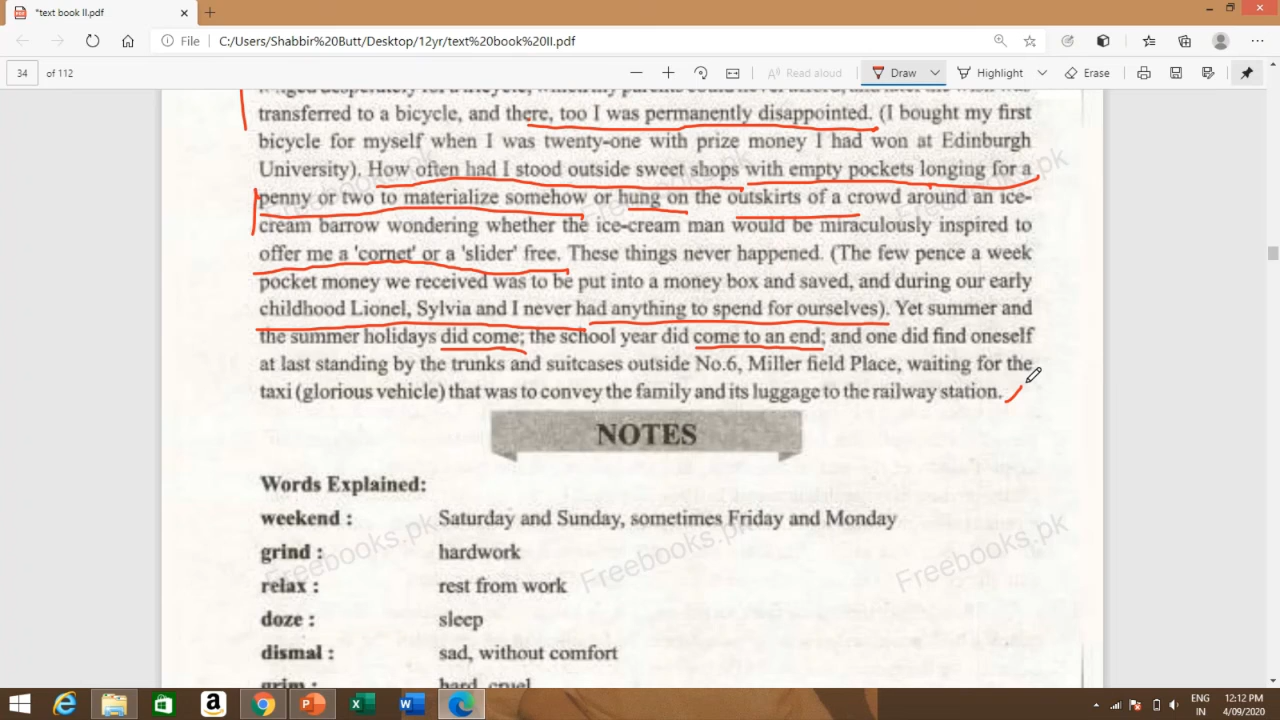 *text book II.pdf
File C:/Users/Shabbir%20Butt/Desktop/12yr/text%20book%20II.pdf
34 of 112 Read aloud Draw Highlight Erase
transferred to a bicycle, and there, too I was permanently disappointed. (I bought my first
bicycle for myself when I was twenty-one with prize money I had won at Edinburgh
University). How often had I stood outside sweet shops with empty pockets longing for a
penny or two to materialize somehow or hung on the outskirts of a crowd around an ice-
cream barrow wondering whether the ice-cream man would be miraculously inspired to
offer me a 'cornet' or a 'slider' free. These things never happened. (The few pence a week
pocket money we received was to be put into a money box and saved, and during our early
childhood Lionel, Sylvia and I never had anything to spend for ourselves). Yet summer and
the summer holidays did come; the school year did come to an end; and one did find oneself
at last standing by the trunks and suitcases outside No.6, Miller field Place, waiting for the
taxi (glorious vehicle) that was to convey the family and its luggage to the railway station.
NOTES
Words Explained:
weekend : Saturday and Sunday, sometimes Friday and Monday
grind : hardwork
relax : rest from work
doze : sleep
dismal : sad, without comfort
grim : hard, cruel
Freebooks.pk Freebooks.pk Freebooks.pk
ENG 12:12 PM
IN 4/09/2020